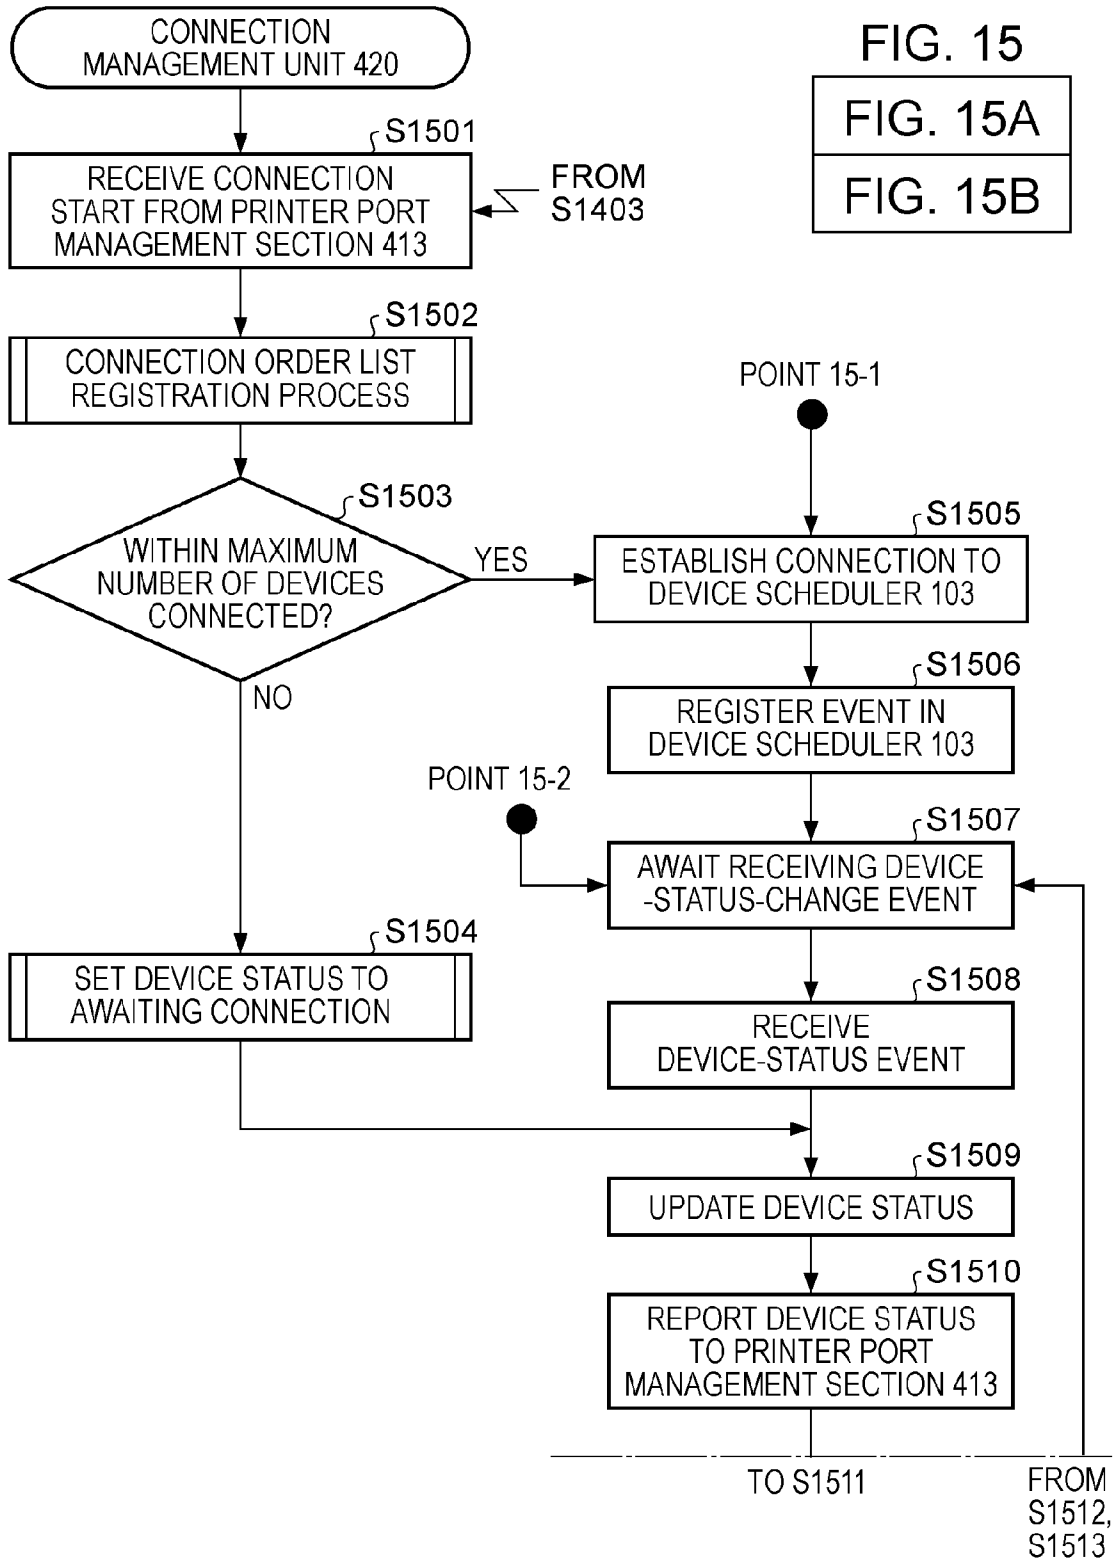 CONNECTION
MANAGEMENT UNIT 420
FIG. 15
FIG. 15A
FIG. 15B
S1501
RECEIVE CONNECTION
START FROM PRINTER PORT
MANAGEMENT SECTION 413
FROM
S1403
S1502
CONNECTION ORDER LIST
REGISTRATION PROCESS
S1503
WITHIN MAXIMUM
NUMBER OF DEVICES
CONNECTED?
YES
NO
S1504
SET DEVICE STATUS TO
AWAITING CONNECTION
POINT 15-1
S1505
ESTABLISH CONNECTION TO
DEVICE SCHEDULER 103
S1506
REGISTER EVENT IN
DEVICE SCHEDULER 103
POINT 15-2
S1507
AWAIT RECEIVING DEVICE
-STATUS-CHANGE EVENT
S1508
RECEIVE
DEVICE-STATUS EVENT
S1509
UPDATE DEVICE STATUS
S1510
REPORT DEVICE STATUS
TO PRINTER PORT
MANAGEMENT SECTION 413
TO S1511
FROM
S1512,
S1513